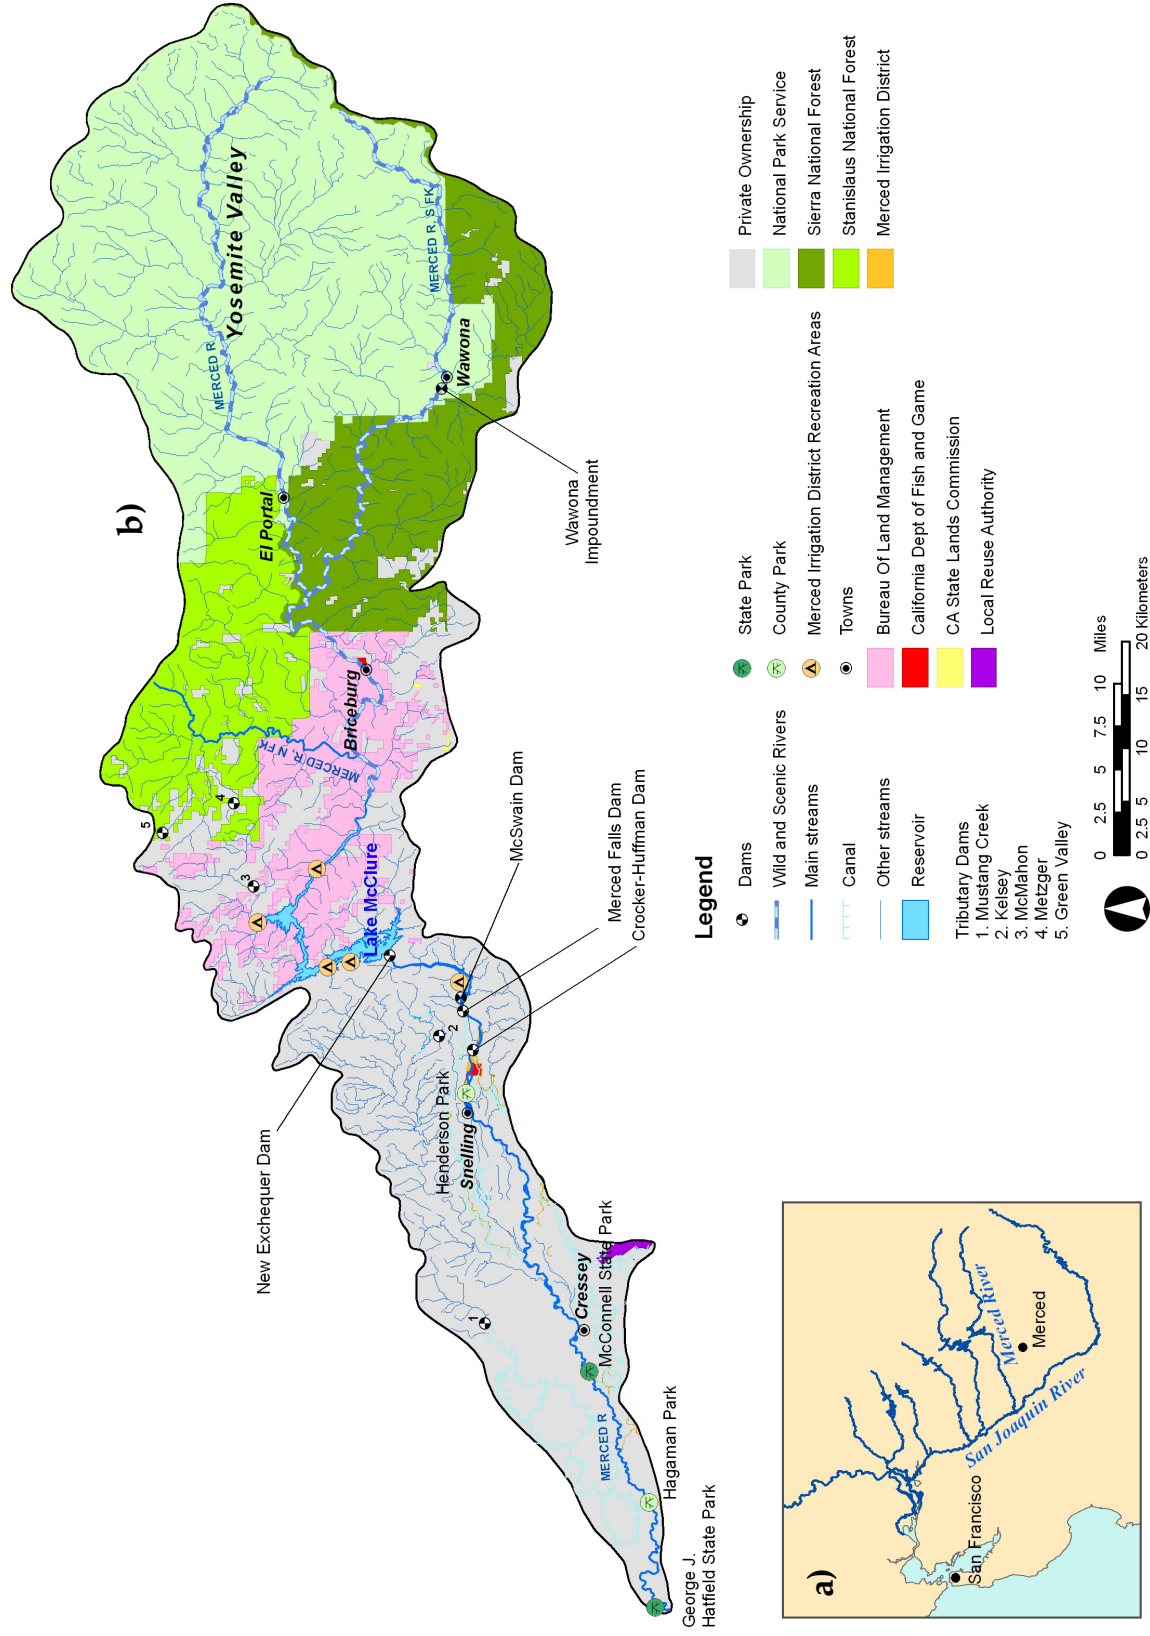 b)
MERCED R
Yosemite Valley
MERCED R, S FK
Wawona
El Portal
Wawona
Impoundment
Briceburg
MERCED R, N FK
5
4
3
Lake McClure
McSwain Dam
Merced Falls Dam
Crocker-Huffman Dam
New Exchequer Dam
2
Henderson Park
Snelling
1
Cressey
McConnell State Park
MERCED R
Hagaman Park
George J.
Hatfield State Park
Legend
Dams
Wild and Scenic Rivers
Main streams
Canal
Other streams
Reservoir
Tributary Dams
1. Mustang Creek
2. Kelsey
3. McMahon
4. Metzger
5. Green Valley
State Park
County Park
Merced Irrigation District Recreation Areas
Towns
Bureau Of Land Management
California Dept of Fish and Game
CA State Lands Commission
Local Reuse Authority
Private Ownership
National Park Service
Sierra National Forest
Stanislaus National Forest
Merced Irrigation District
0 2.5 5 7.5 10 Miles
0 2.5 5 10 15 20 Kilometers
a)
San Francisco
San Joaquin River
Merced River
Merced